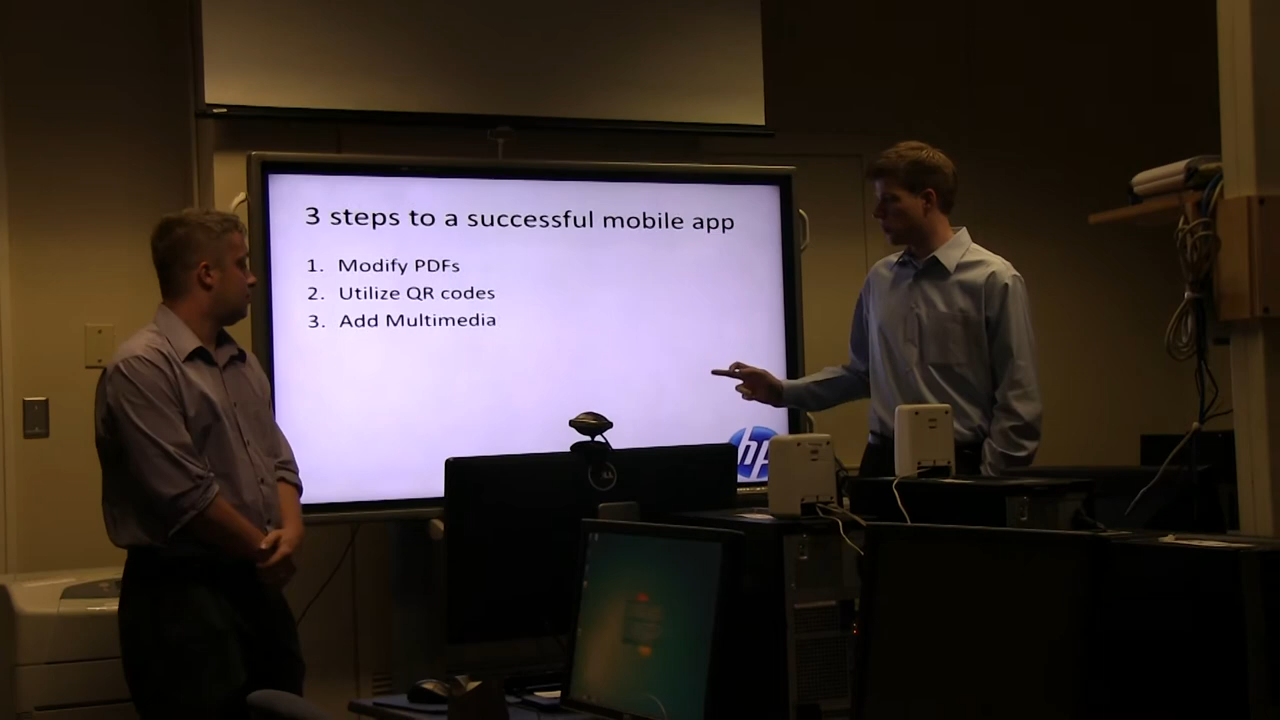 3 steps to a successful mobile app
1. Modify PDFs
2. Utilize QR codes
3. Add Multimedia
hp